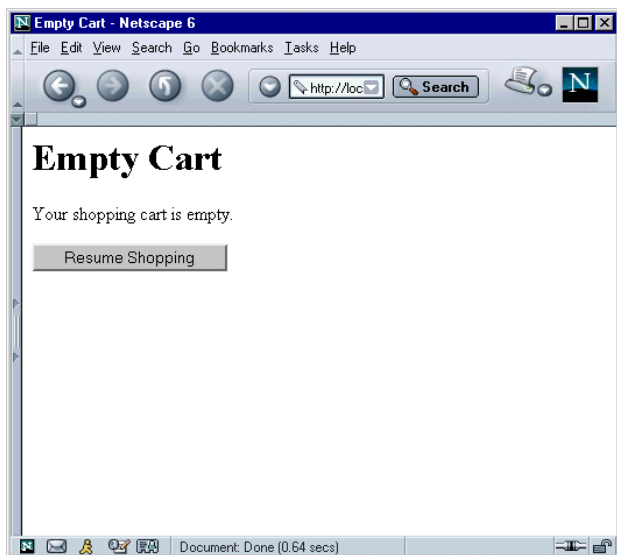 Empty Cart - Netscape 6
File Edit View Search Go Bookmarks Tasks Help
http://loc Search N
Empty Cart
Your shopping cart is empty.
Resume Shopping
Document: Done (0.64 secs)